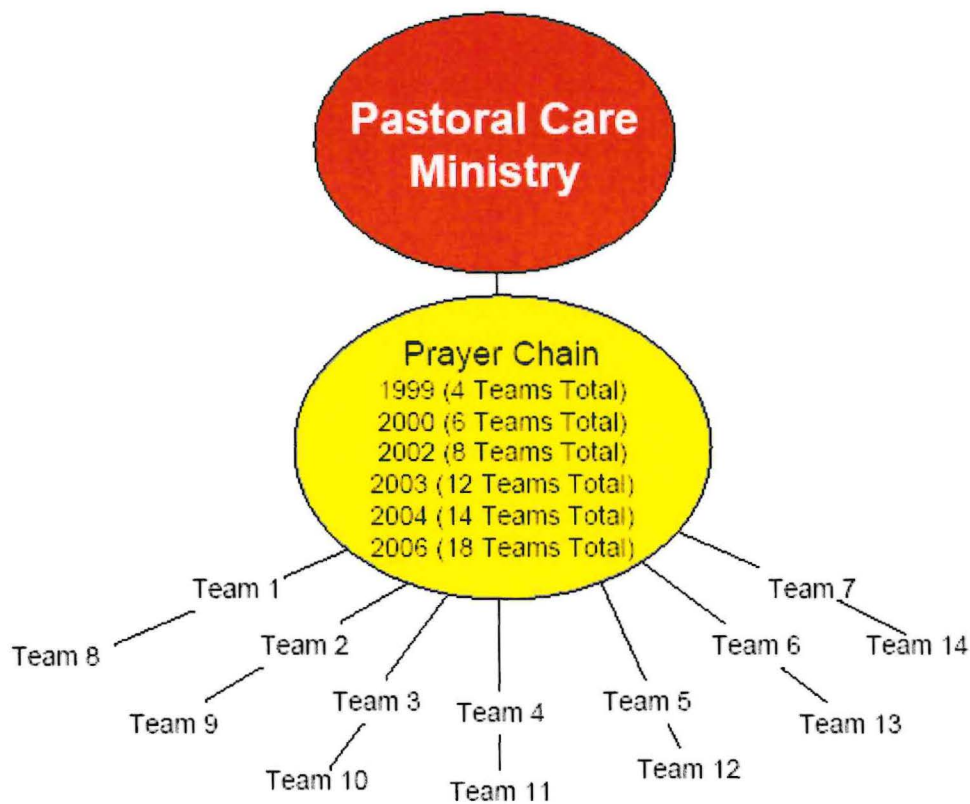 Pastoral Care
Ministry
Prayer Chain
1999 (4 Teams Total)
2000 (6 Teams Total)
2002 (8 Teams Total)
2003 (12 Teams Total)
2004 (14 Teams Total)
2006 (18 Teams Total)
Team 1
Team 2
Team 3
Team 4
Team 5
Team 6
Team 7
Team 8
Team 9
Team 10
Team 11
Team 12
Team 13
Team 14